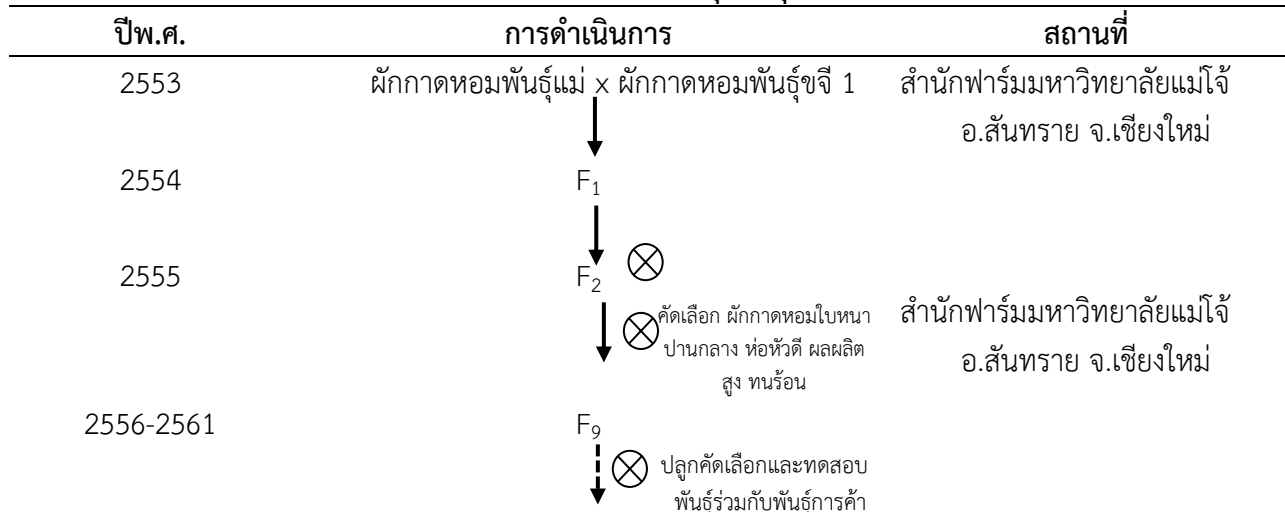 ปีพ.ศ. การดำเนินการ สถานที่
2553 ผักกาดหอมพันธุ์แม่ x ผักกาดหอมพันธุ์ขจี 1 สำนักฟาร์มมหาวิทยาลัยแม่โจ้
อ.สันทราย จ.เชียงใหม่
2554 F₁
2555 F₂
คัดเลือก ผักกาดหอมใบหนา สำนักฟาร์มมหาวิทยาลัยแม่โจ้
ปานกลาง ห่อหัวดี ผลผลิต อ.สันทราย จ.เชียงใหม่
สูง ทนร้อน
2556-2561 F₉
ปลูกคัดเลือกและทดสอบ
พันธุ์ร่วมกับพันธุ์การค้า